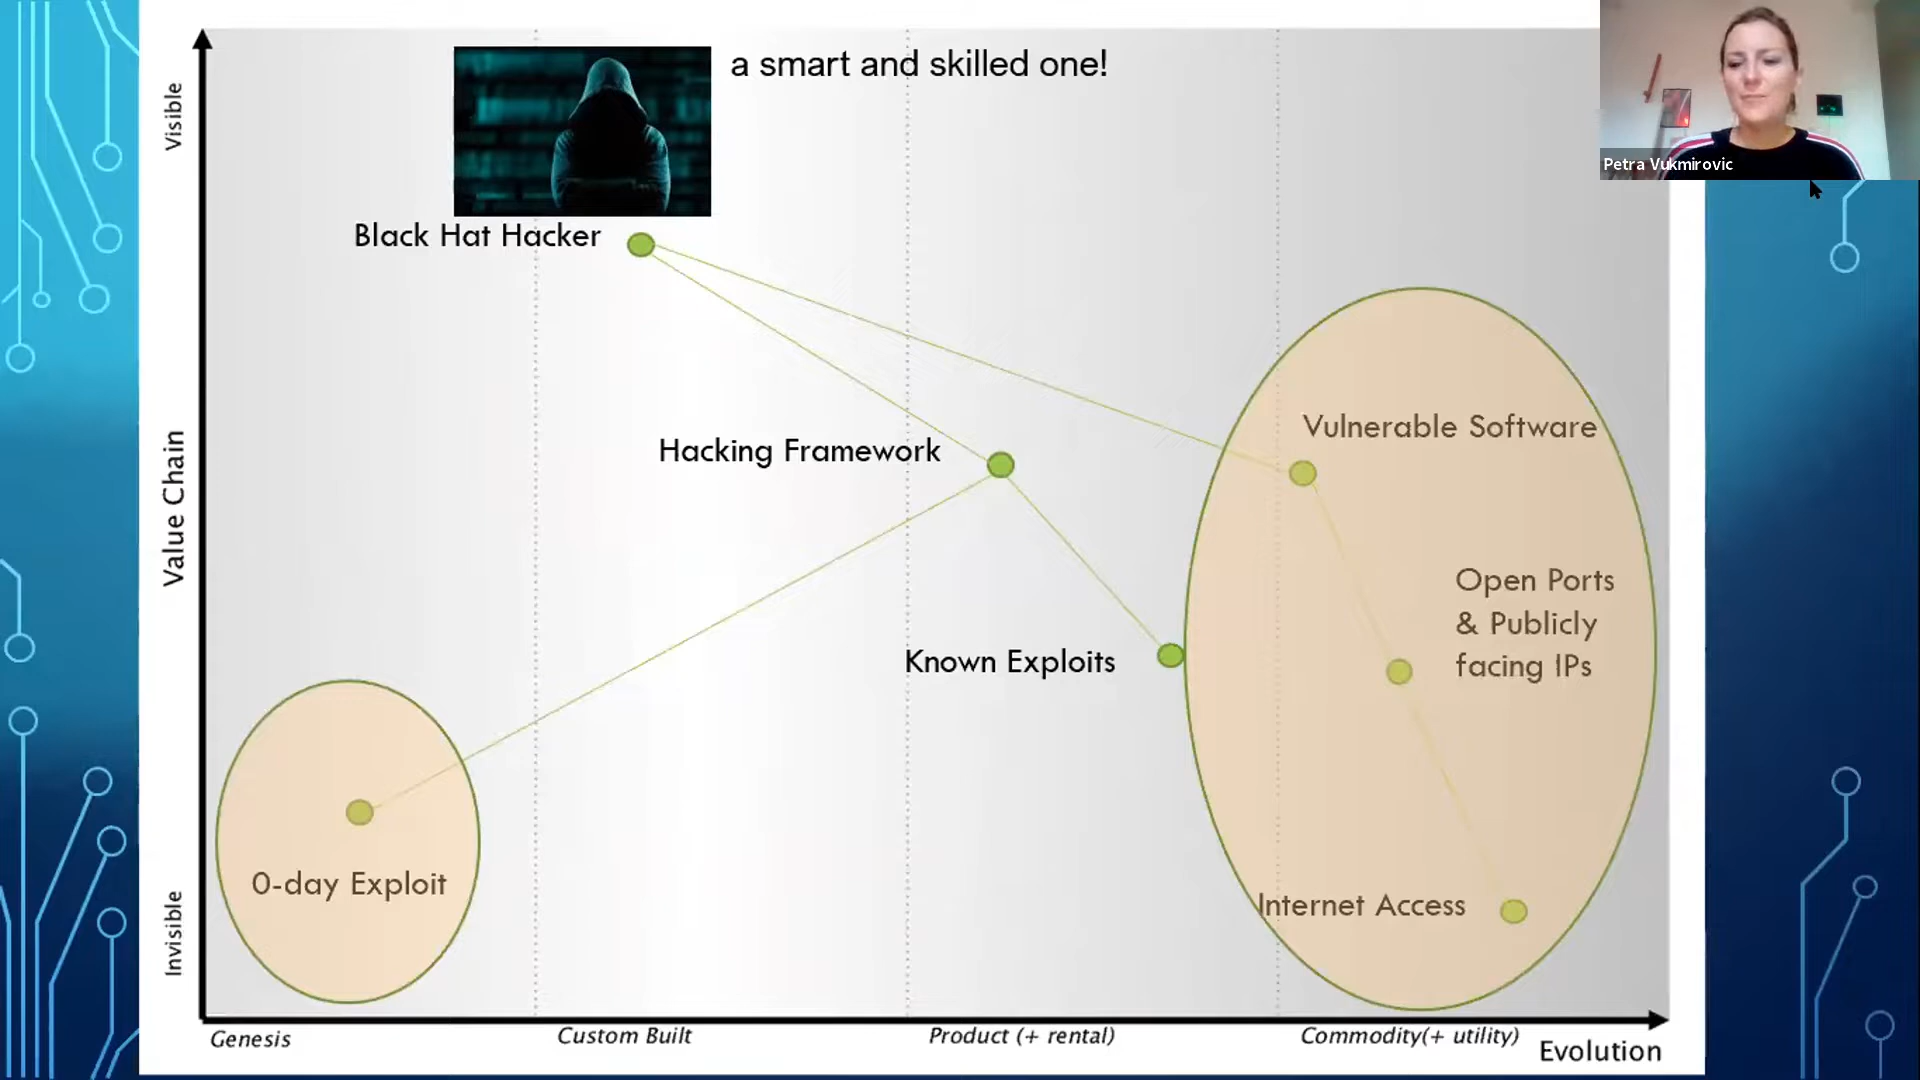 a smart and skilled one!
Petra Vukmirovic
Visible
Black Hat Hacker
Vulnerable Software
Hacking Framework
Value Chain
Open Ports
& Publicly
facing IPs
Known Exploits
0-day Exploit
Internet Access
Invisible
Genesis
Custom Built
Product (+ rental)
Commodity(+ utility)
Evolution